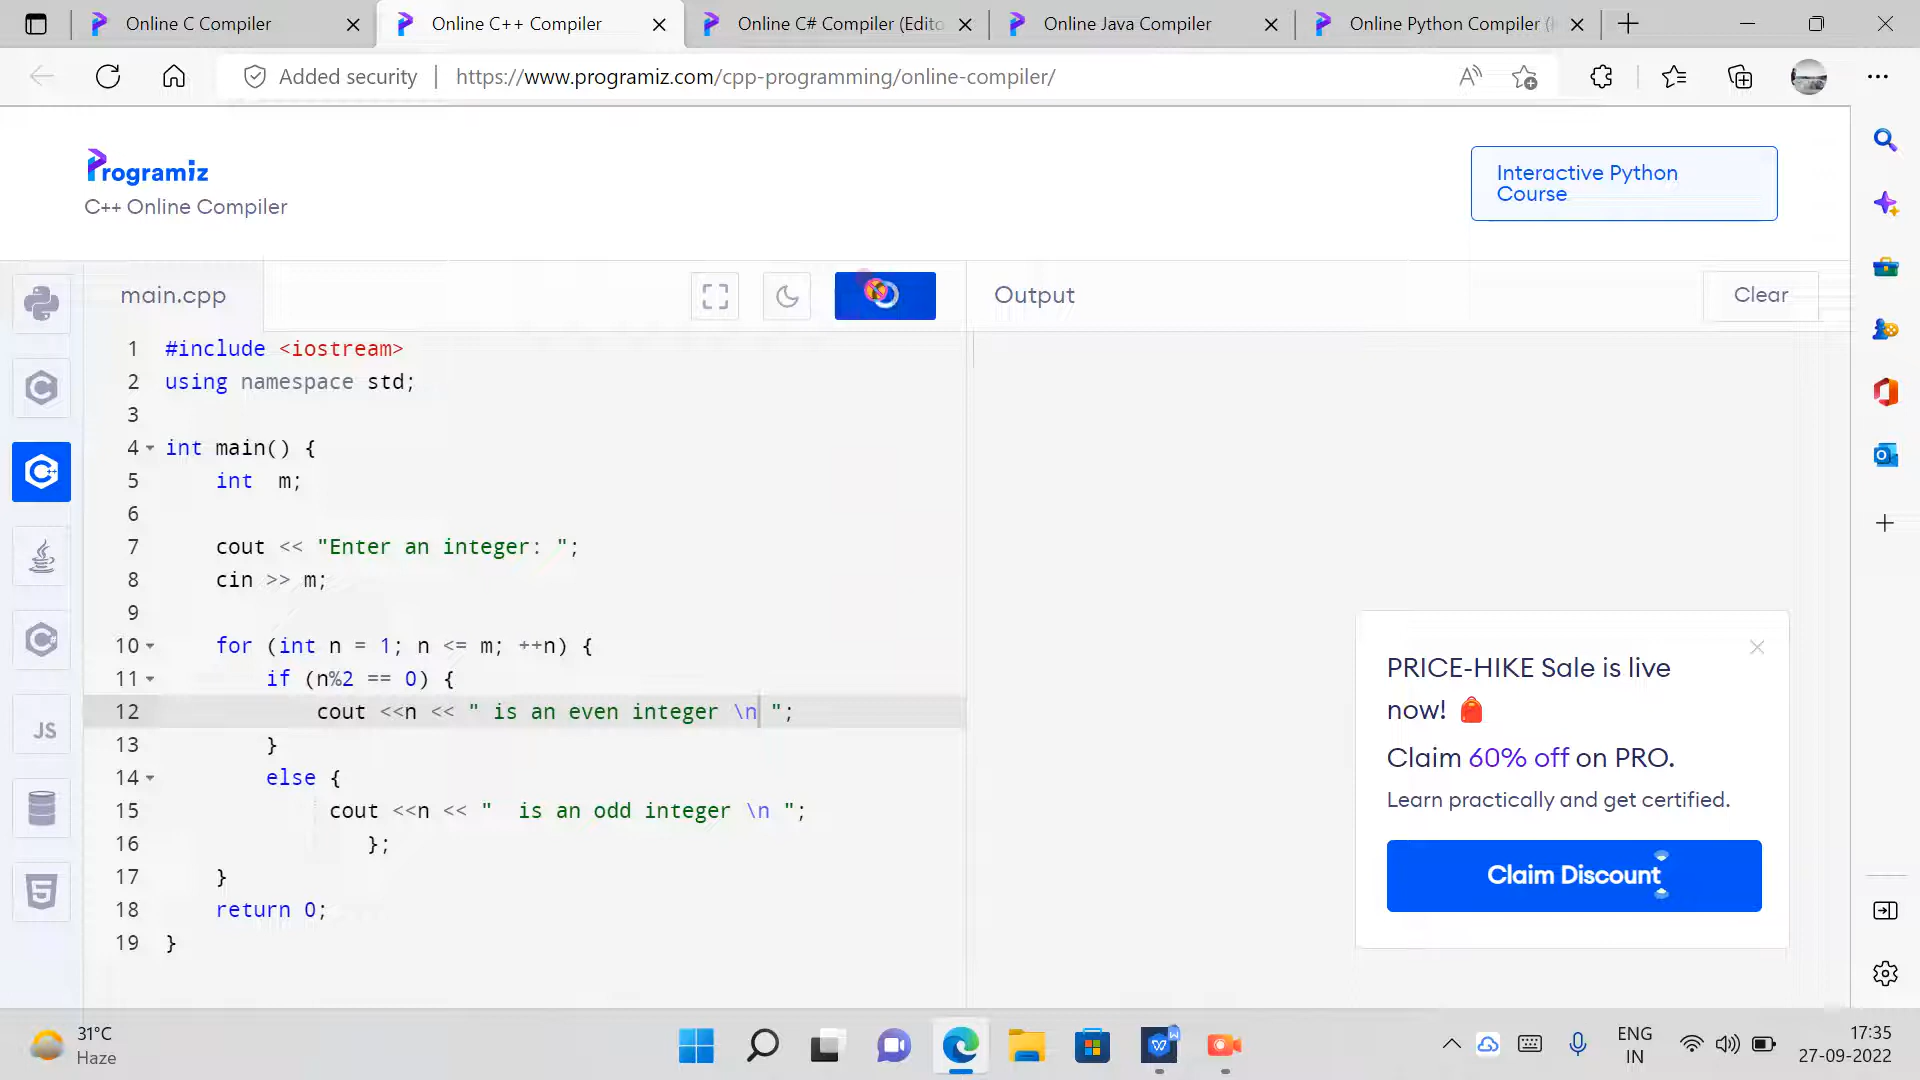 Online C Compiler
Online C++ Compiler
Online C# Compiler (Edito
Online Java Compiler
Online Python Compiler (
Added security
https://www.programiz.com/cpp-programming/online-compiler/
Programiz
C++ Online Compiler
Interactive Python
Course
main.cpp
Output
Clear
1 #include <iostream>
2 using namespace std;
3
4 int main() {
5     int  m;
6
7     cout << "Enter an integer: ";
8     cin >> m;
9
10     for (int n = 1; n <= m; ++n) {
11         if (n%2 == 0) {
12             cout <<n << " is an even integer \n ";
13         }
14         else {
15              cout <<n << "  is an odd integer \n ";
16                 };
17     }
18     return 0;
19 }
JS
PRICE-HIKE Sale is live
now!
Claim 60% off on PRO.
Learn practically and get certified.
Claim Discount
31°C
Haze
ENG
IN
17:35
27-09-2022